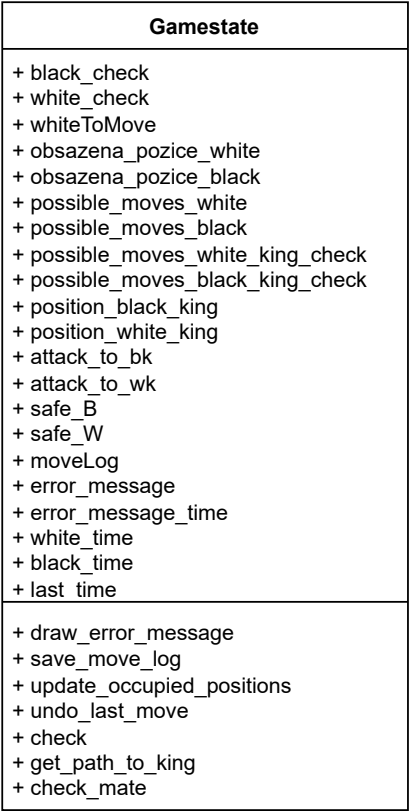 Gamestate
+ black_check
+ white_check
+ whiteToMove
+ obsazena_pozice_white
+ obsazena_pozice_black
+ possible_moves_white
+ possible_moves_black
+ possible_moves_white_king_check
+ possible_moves_black_king_check
+ position_black_king
+ position_white_king
+ attack_to_bk
+ attack_to_wk
+ safe_B
+ safe_W
+ moveLog
+ error_message
+ error_message_time
+ white_time
+ black_time
+ last_time
+ draw_error_message
+ save_move_log
+ update_occupied_positions
+ undo_last_move
+ check
+ get_path_to_king
+ check_mate